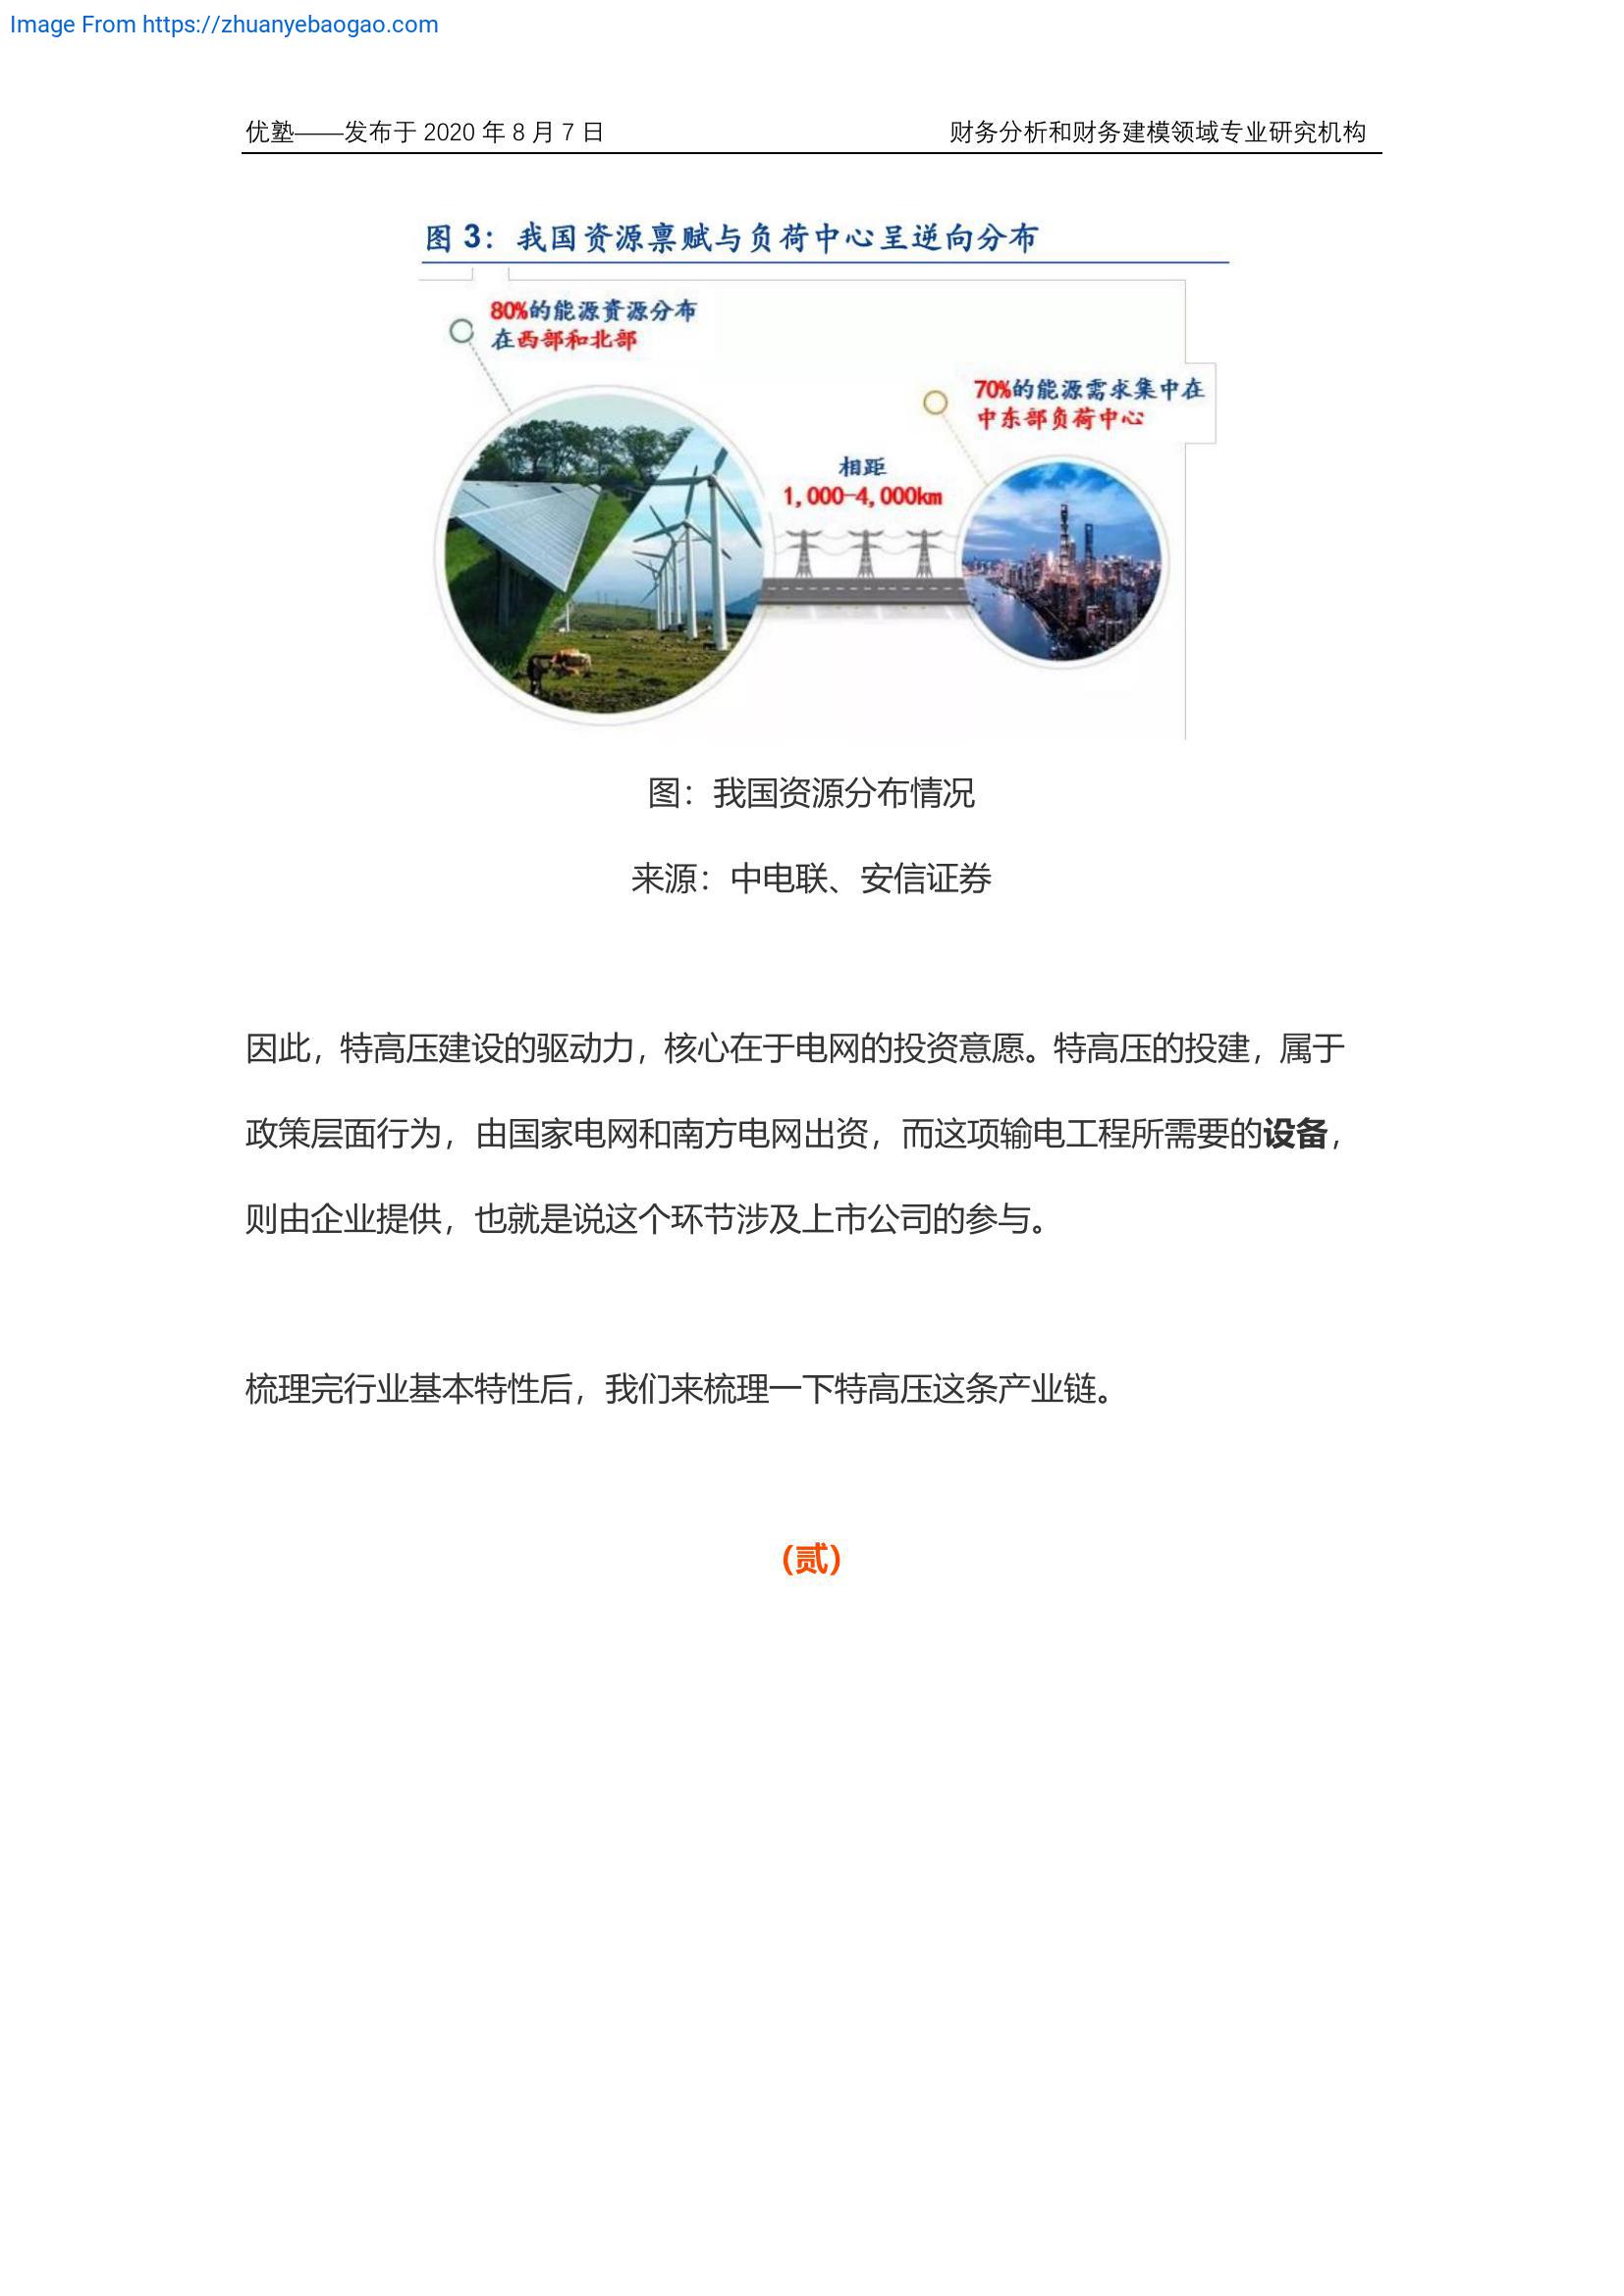 Image From https://zhuanyebaogao.com
优塾——发布于 2020 年 8 月 7 日 财务分析和财务建模领域专业研究机构
图 3：我国资源禀赋与负荷中心呈逆向分布
80%的能源资源分布
在西部和北部
70%的能源需求集中在
中东部负荷中心
相距
1,000-4,000km
图：我国资源分布情况
来源：中电联、安信证券
因此，特高压建设的驱动力，核心在于电网的投资意愿。特高压的投建，属于
政策层面行为，由国家电网和南方电网出资，而这项输电工程所需要的设备，
则由企业提供，也就是说这个环节涉及上市公司的参与。
梳理完行业基本特性后，我们来梳理一下特高压这条产业链。
（贰）